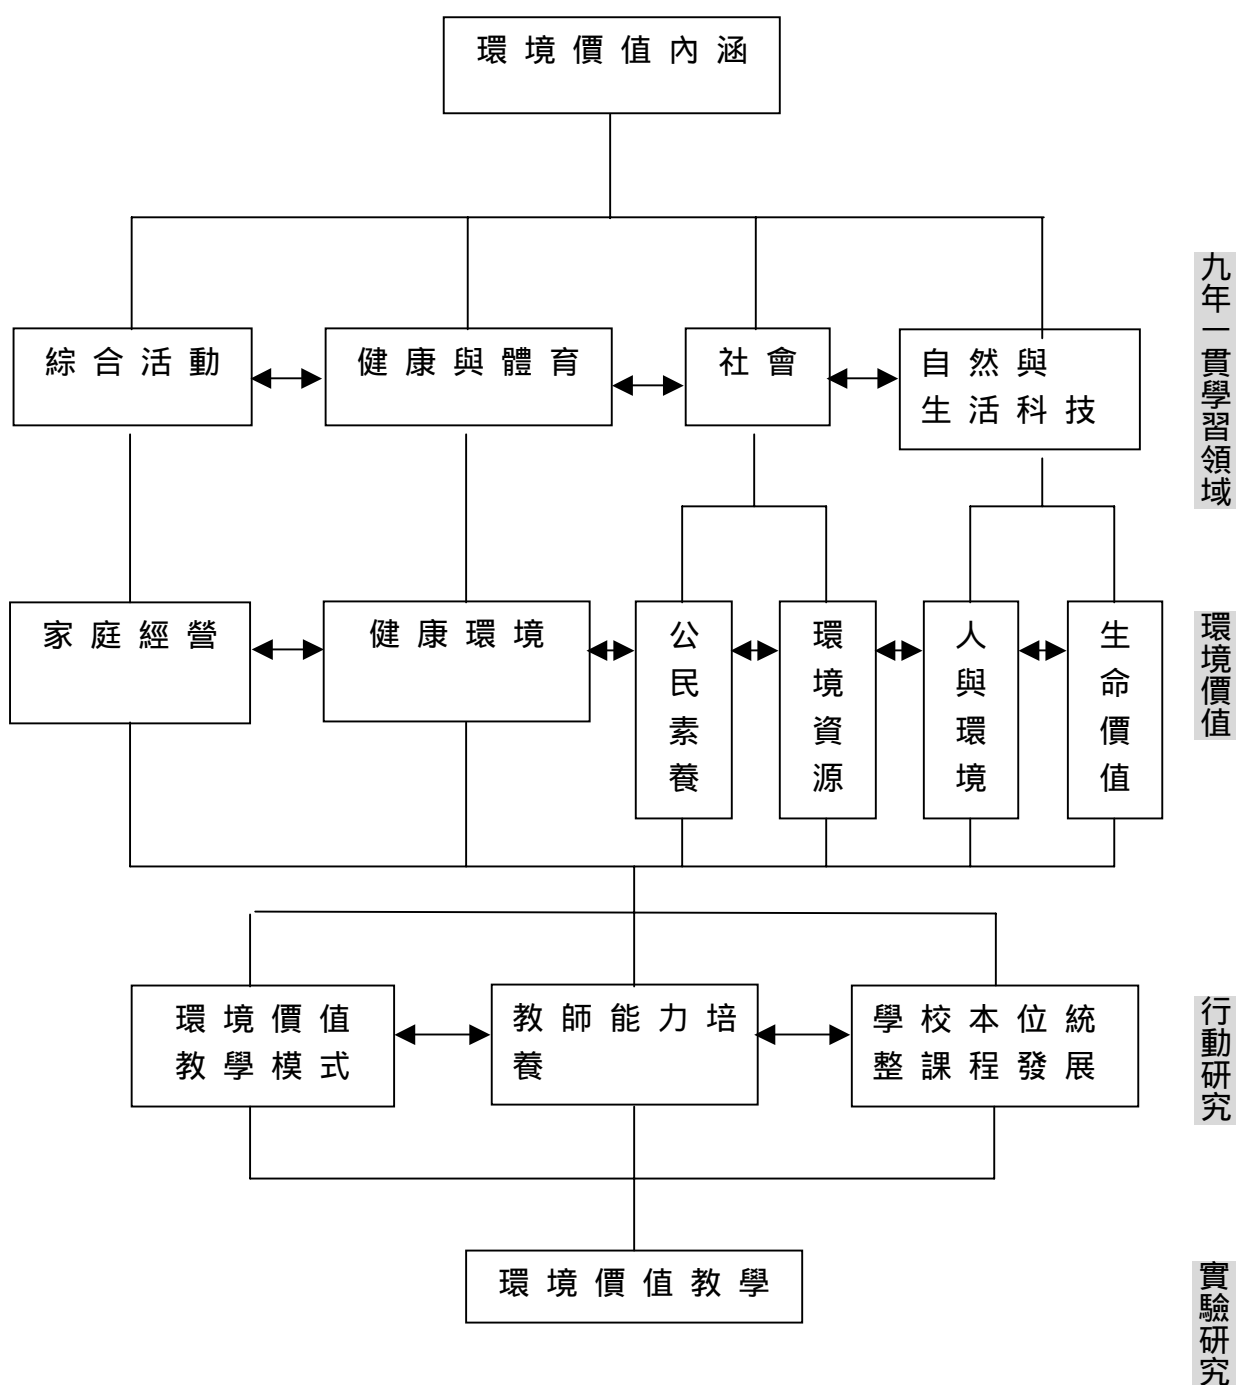 環境價值內涵
綜合活動
健康與體育
社會
自然與
生活科技
九年一貫學習領域
家庭經營
健康環境
公民素養
環境資源
人與環境
生命價值
環境價值
環境價值
教學模式
教師能力培
養
學校本位統
整課程發展
行動研究
環境價值教學
實驗研究